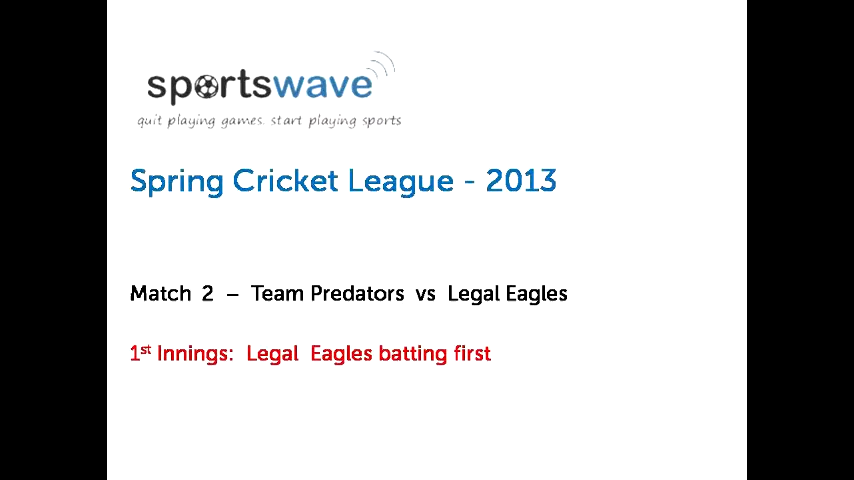 sportswave
quit playing games. start playing sports
Spring Cricket League - 2013
Match 2 – Team Predators vs Legal Eagles
1st Innings: Legal Eagles batting first